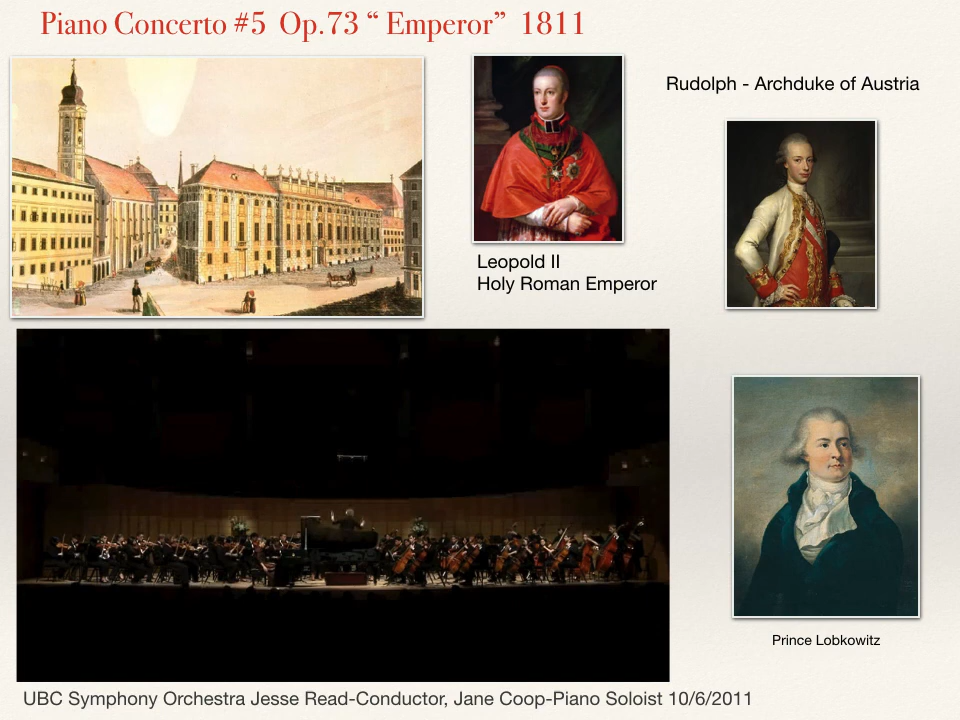 Piano Concerto #5  Op.73 “ Emperor”  1811
Rudolph - Archduke of Austria
Leopold II
Holy Roman Emperor
Prince Lobkowitz
UBC Symphony Orchestra Jesse Read-Conductor, Jane Coop-Piano Soloist 10/6/2011